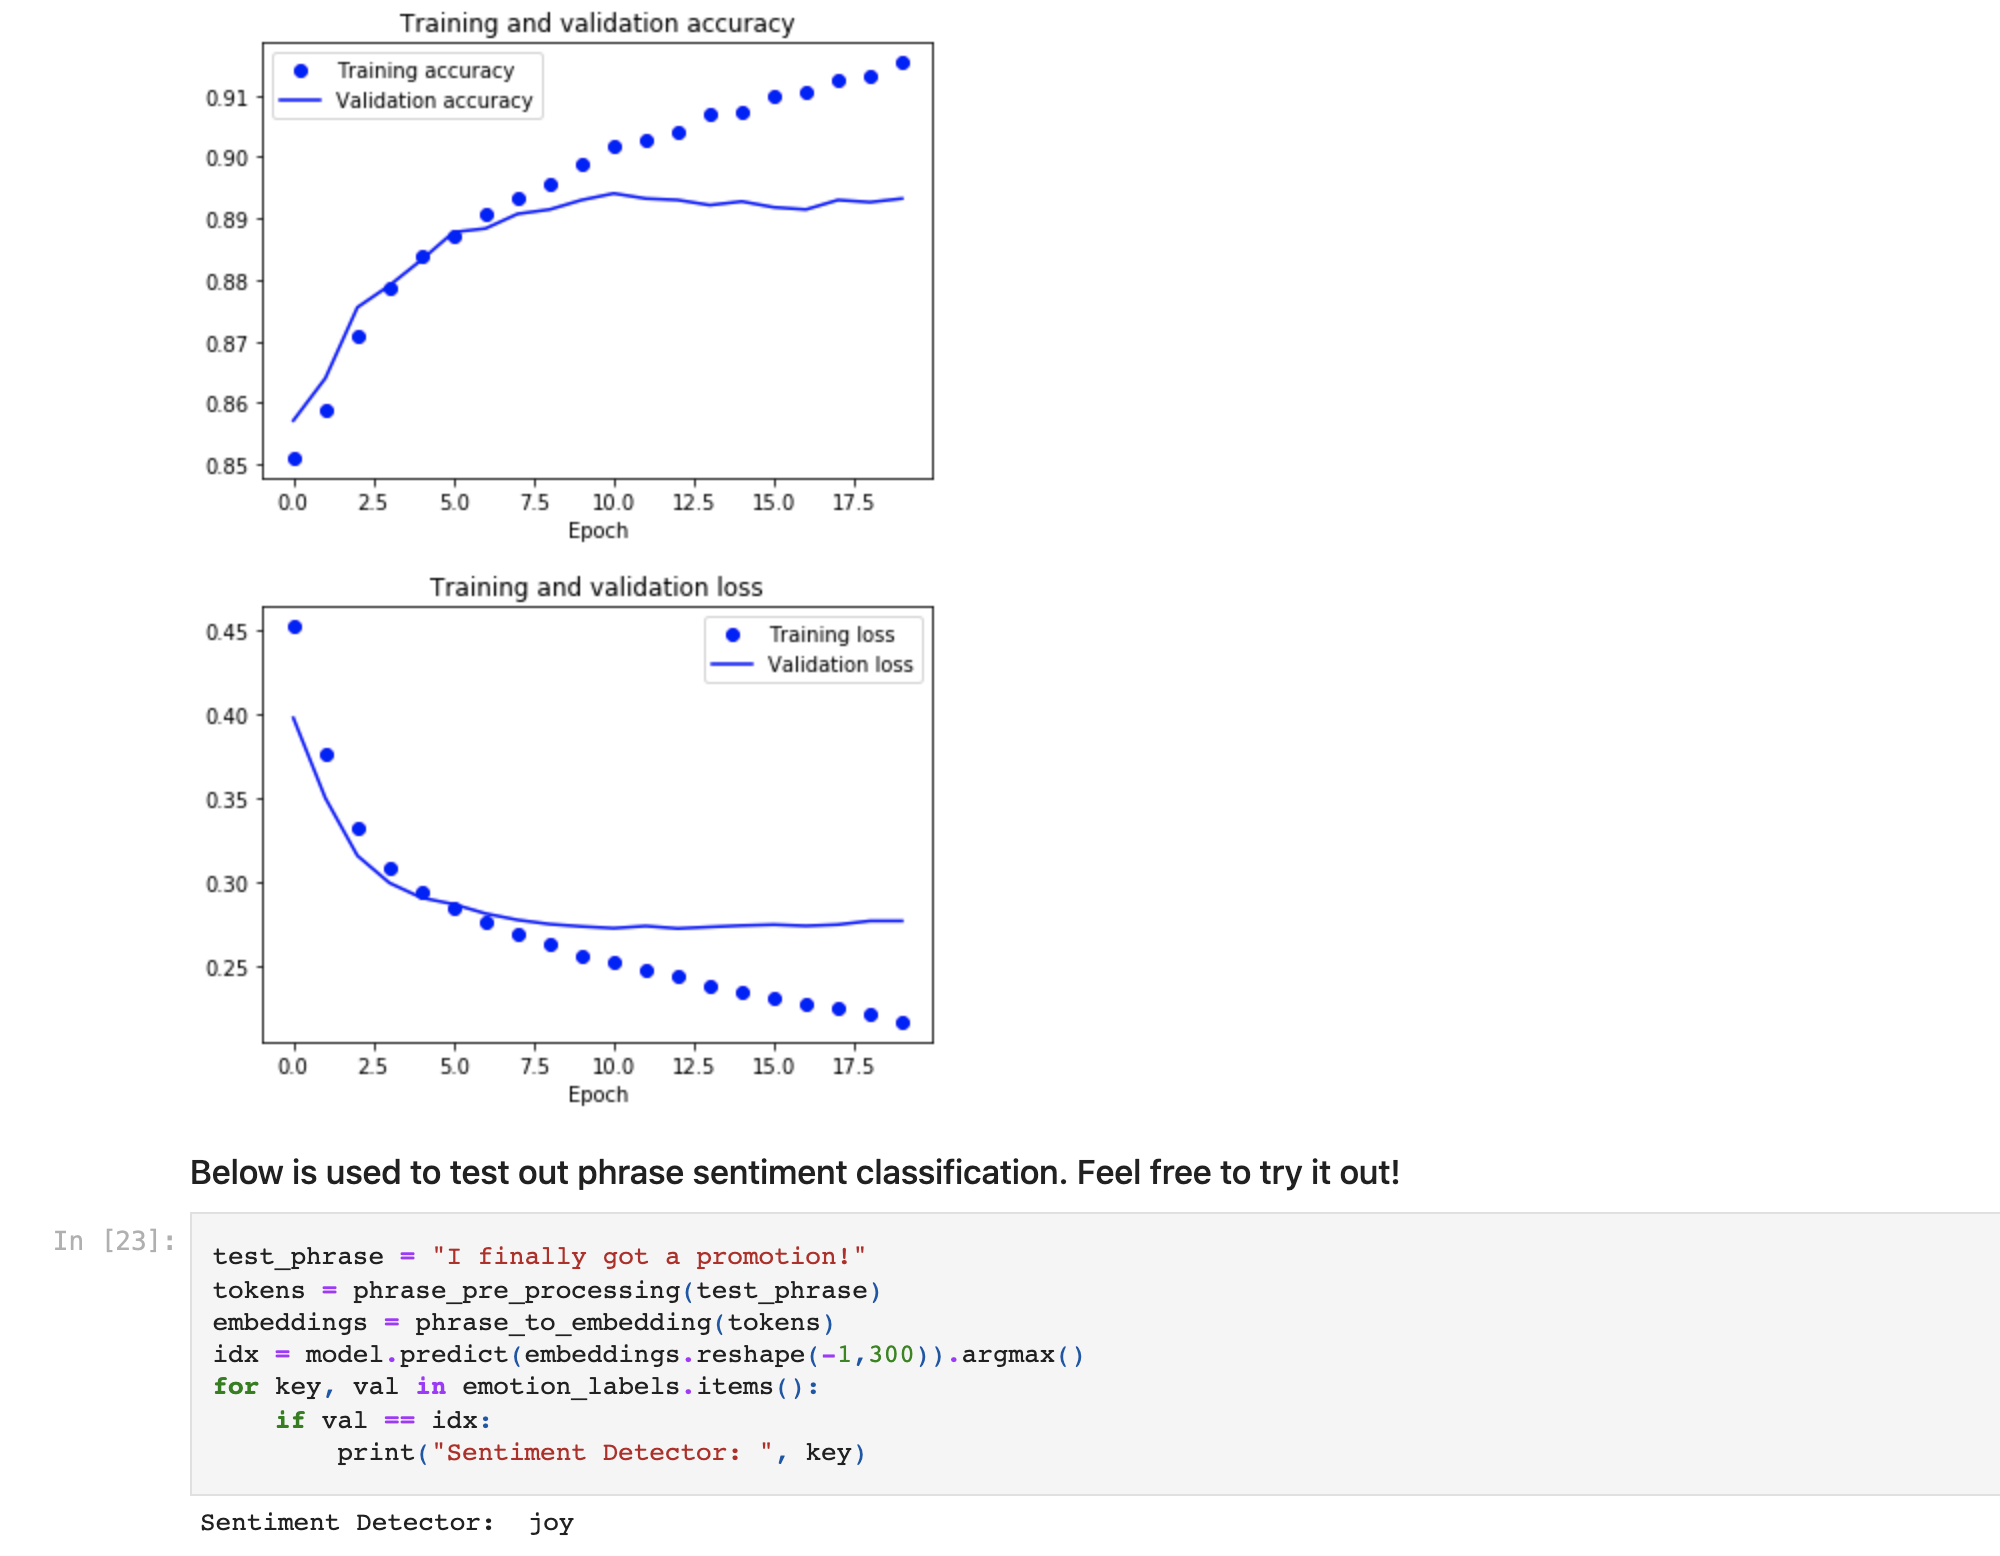 Training and validation accuracy
Training accuracy
Validation accuracy
0.91
0.90
0.89
0.88
0.87
0.86
0.85
0.0 2.5 5.0 7.5 10.0 12.5 15.0 17.5
Epoch
Training and validation loss
Training loss
Validation loss
0.45
0.40
0.35
0.30
0.25
0.0 2.5 5.0 7.5 10.0 12.5 15.0 17.5
Epoch
Below is used to test out phrase sentiment classification. Feel free to try it out!
In [23]:
test_phrase = "I finally got a promotion!"
tokens = phrase_pre_processing(test_phrase)
embeddings = phrase_to_embedding(tokens)
idx = model.predict(embeddings.reshape(-1,300)).argmax()
for key, val in emotion_labels.items():
    if val == idx:
        print("Sentiment Detector: ", key)
Sentiment Detector:  joy